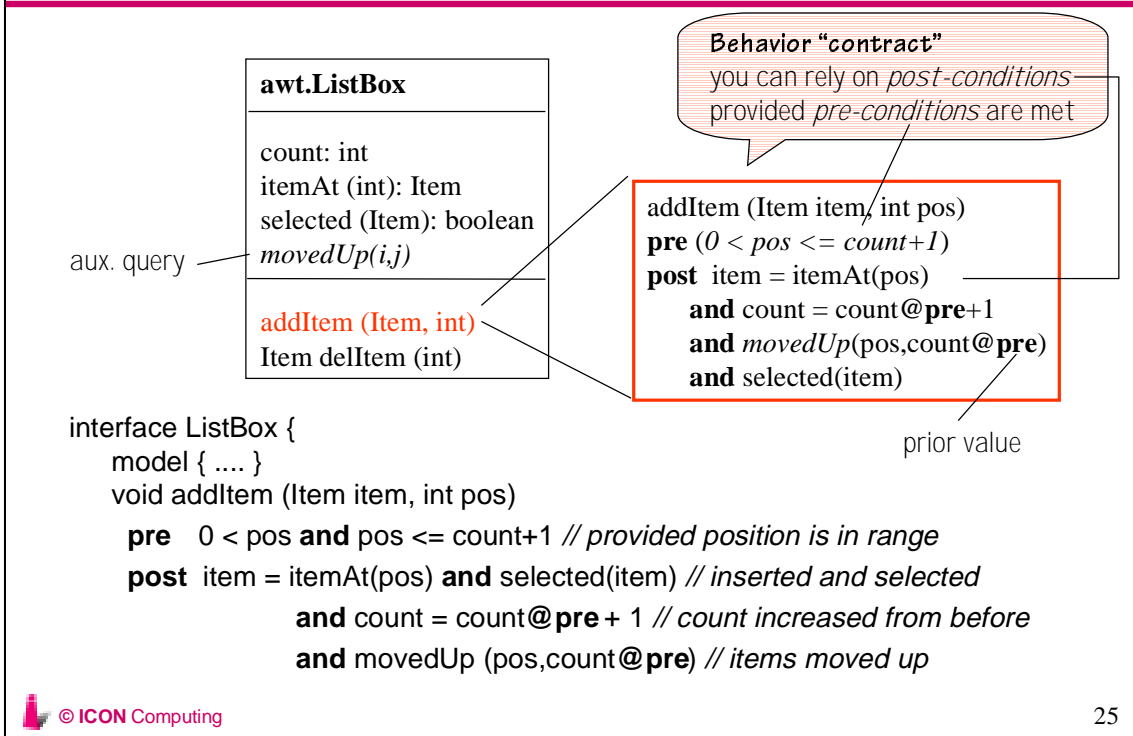 Behavior “contract”
you can rely on post-conditions
provided pre-conditions are met
awt.ListBox
count: int
itemAt (int): Item
selected (Item): boolean
movedUp(i,j)
aux. query
addItem (Item, int)
Item delItem (int)
addItem (Item item, int pos)
pre (0 < pos <= count+1)
post item = itemAt(pos)
and count = count@pre+1
and movedUp(pos,count@pre)
and selected(item)
prior value
interface ListBox {
model { .... }
void addItem (Item item, int pos)
pre 0 < pos and pos <= count+1 // provided position is in range
post item = itemAt(pos) and selected(item) // inserted and selected
and count = count@pre + 1 // count increased from before
and movedUp (pos,count@pre) // items moved up
© ICON Computing
25